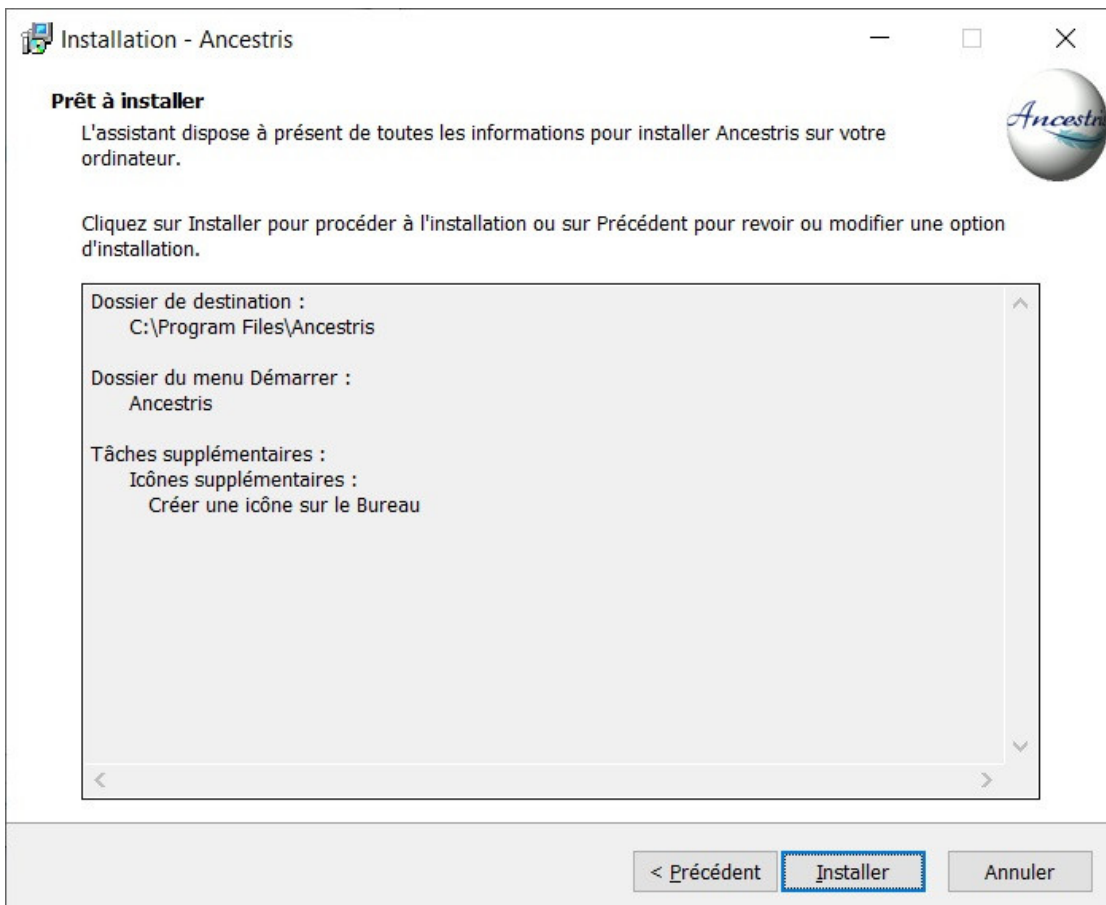 Installation - Ancestris
Prêt à installer
L'assistant dispose à présent de toutes les informations pour installer Ancestris sur votre
ordinateur.
Ancestris
Cliquez sur Installer pour procéder à l'installation ou sur Précédent pour revoir ou modifier une option
d'installation.
Dossier de destination :
C:\Program Files\Ancestris
Dossier du menu Démarrer :
Ancestris
Tâches supplémentaires :
Icônes supplémentaires :
Créer une icône sur le Bureau
< Précédent
Installer
Annuler